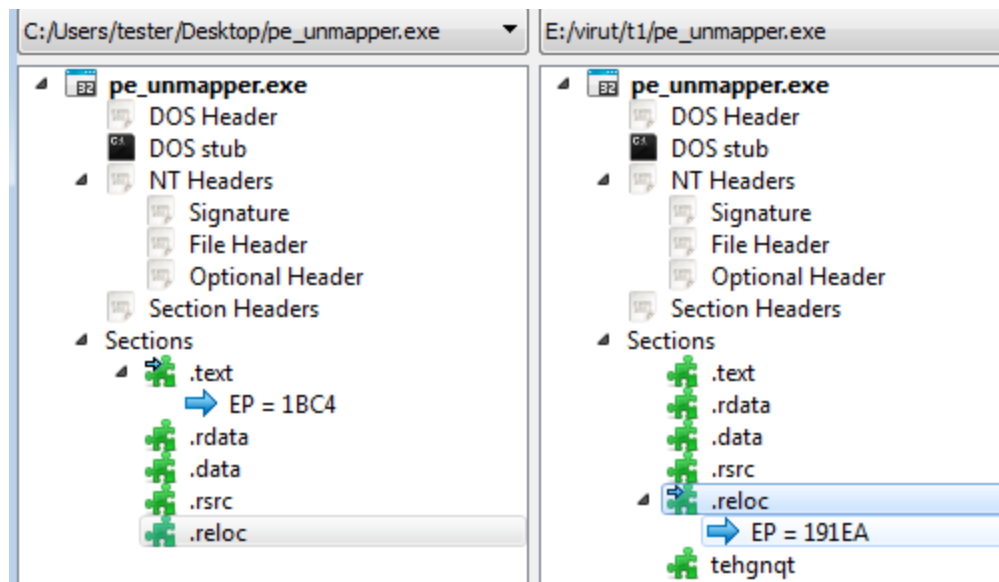 C:/Users/tester/Desktop/pe_unmapper.exe
pe_unmapper.exe
DOS Header
DOS stub
NT Headers
Signature
File Header
Optional Header
Section Headers
Sections
.text
EP = 1BC4
.rdata
.data
.rsrc
.reloc
E:/virut/t1/pe_unmapper.exe
pe_unmapper.exe
DOS Header
DOS stub
NT Headers
Signature
File Header
Optional Header
Section Headers
Sections
.text
.rdata
.data
.rsrc
.reloc
EP = 191EA
tehgnqt